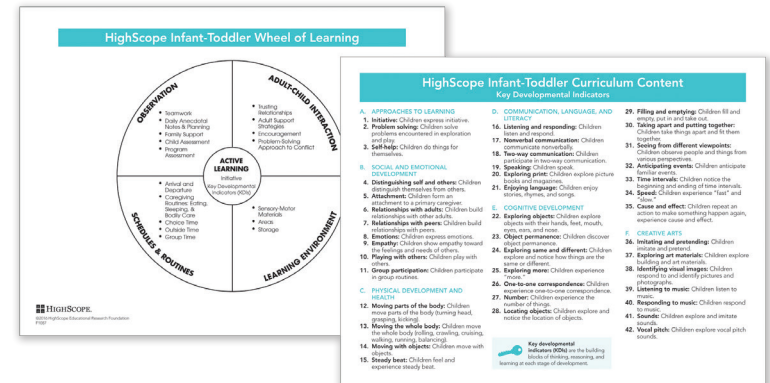 HighScope Infant-Toddler Wheel of Learning
OBSERVATION
• Teamwork
• Daily Anecdotal
Notes & Planning
• Family Support
• Child Assessment
• Program
Assessment
ADULT-CHILD INTERACTION
• Trusting
Relationships
• Adult Support
Strategies
• Encouragement
• Problem-Solving
Approach to Conflict
ACTIVE
LEARNING
Initiative
Key Developmental
Indicators (KDIs)
SCHEDULES & ROUTINES
• Arrival and
Departure
• Caregiving
Routines: Eating,
Sleeping, &
Bodily Care
• Choice Time
• Outside Time
• Group Time
LEARNING ENVIRONMENT
• Sensory-Motor
Materials
• Areas
• Storage
HIGHSCOPE.
HighScope Infant-Toddler Curriculum Content
Key Developmental Indicators
A. APPROACHES TO LEARNING
1. Initiative: Children express initiative.
2. Problem solving: Children solve
problems encountered in exploration
and play.
3. Self-help: Children do things for
themselves.
B. SOCIAL AND EMOTIONAL
DEVELOPMENT
4. Distinguishing self and others: Children
distinguish themselves from others.
5. Attachment: Children form an
attachment to a primary caregiver.
6. Relationships with adults: Children build
relationships with other adults.
7. Relationships with peers: Children build
relationships with peers.
8. Emotions: Children express emotions.
9. Empathy: Children show empathy toward
the feelings and needs of others.
10. Playing with others: Children play with
others.
11. Group participation: Children participate
in group routines.
C. PHYSICAL DEVELOPMENT AND
HEALTH
12. Moving parts of the body: Children
move parts of the body (turning head,
grasping, kicking).
13. Moving the whole body: Children move
the whole body (rolling, crawling, cruising,
walking, running, balancing).
14. Moving with objects: Children move with
objects.
15. Steady beat: Children feel and
experience steady beat.
D. COMMUNICATION, LANGUAGE, AND
LITERACY
16. Listening and responding: Children
listen and respond.
17. Nonverbal communication: Children
communicate nonverbally.
18. Two-way communication: Children
participate in two-way communication.
19. Speaking: Children speak.
20. Exploring print: Children explore picture
books and magazines.
21. Enjoying language: Children enjoy
stories, rhymes, and songs.
E. COGNITIVE DEVELOPMENT
22. Exploring objects: Children explore
objects with their hands, feet, mouth,
eyes, ears, and nose.
23. Object permanence: Children discover
object permanence.
24. Exploring same and different: Children
explore and notice how things are the
same or different.
25. Exploring more: Children experience
"more."
26. One-to-one correspondence: Children
experience one-to-one correspondence.
27. Number: Children experience the
number of things.
28. Locating objects: Children explore and
notice the location of objects.
Key developmental
indicators (KDIs) are the building
blocks of thinking, reasoning, and
learning at each stage of development.
29. Filling and emptying: Children fill and
empty, put in and take out.
30. Taking apart and putting together:
Children take things apart and fit them
together.
31. Seeing from different viewpoints:
Children observe people and things from
various perspectives.
32. Anticipating events: Children anticipate
familiar events.
33. Time intervals: Children notice the
beginning and ending of time intervals.
34. Speed: Children experience "fast" and
"slow."
35. Cause and effect: Children repeat an
action to make something happen again,
experience cause and effect.
F. CREATIVE ARTS
36. Imitating and pretending: Children
imitate and pretend.
37. Exploring art materials: Children explore
building and art materials.
38. Identifying visual images: Children
respond to and identify pictures and
photographs.
39. Listening to music: Children listen to
music.
40. Responding to music: Children respond
to music.
41. Sounds: Children explore and imitate
sounds.
42. Vocal pitch: Children explore vocal pitch
sounds.